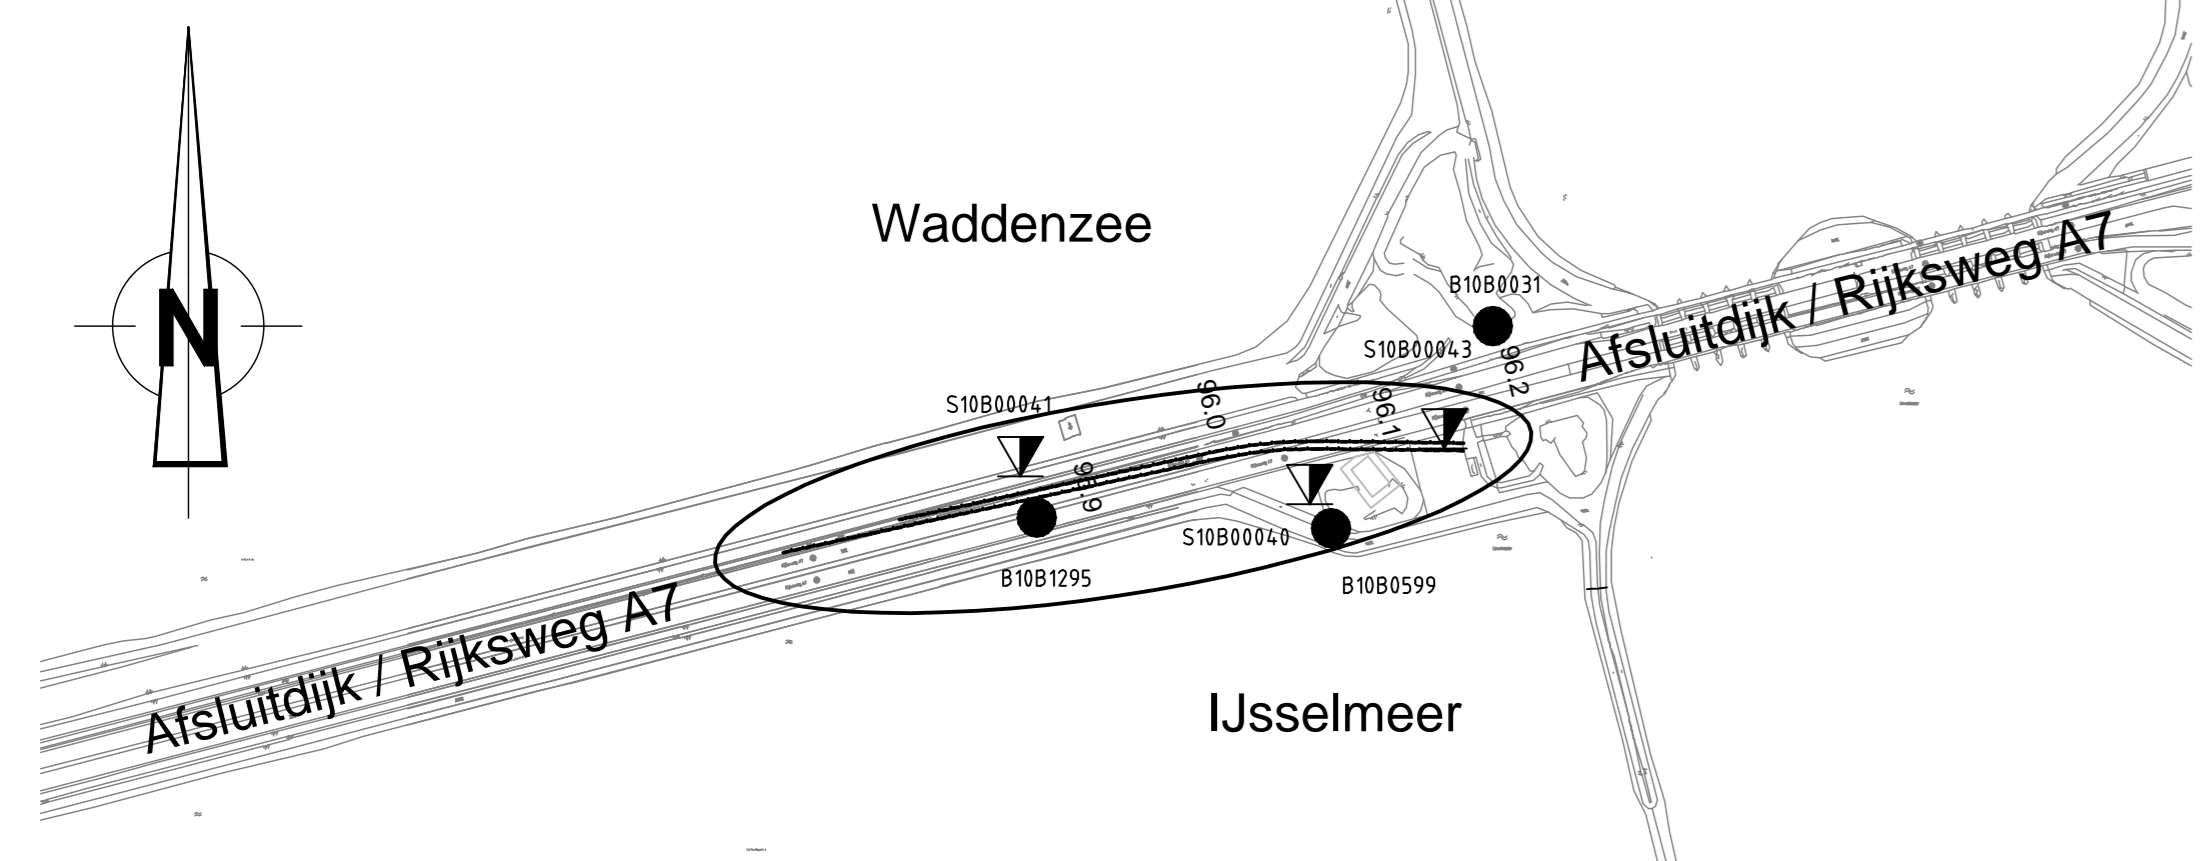 N
Waddenzee
B10B0031
S10B00043
96.2
96.0
96.1
S10B00041
95.9
S10B00040
B10B1295
B10B0599
Afsluitdijk / Rijksweg A7
Afsluitdijk / Rijksweg A7
IJsselmeer